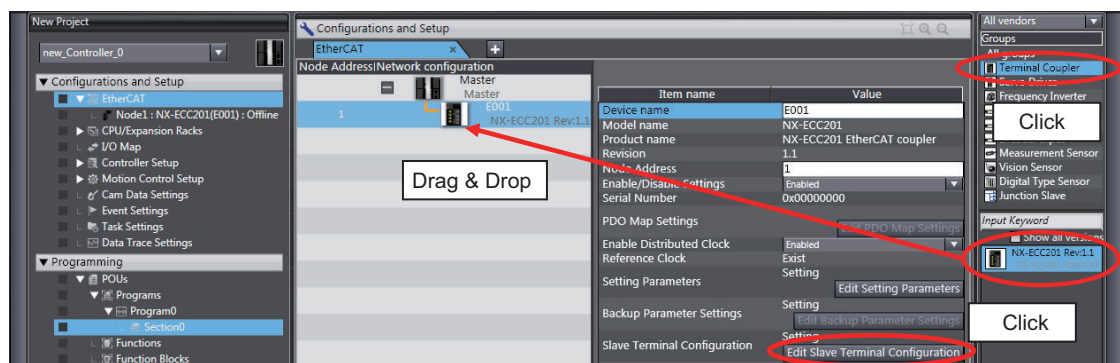 New Project
new_Controller_0
Configurations and Setup
EtherCAT
Node1 : NX-ECC201(E001) : Offline
CPU/Expansion Racks
I/O Map
Controller Setup
Motion Control Setup
Cam Data Settings
Event Settings
Task Settings
Data Trace Settings
Programming
POUs
Programs
Program0
Section0
Functions
Function Blocks
Configurations and Setup
EtherCAT
Node Address|Network configuration
Master
Master
1
E001
NX-ECC201 Rev:1.1
Drag & Drop
Item name Value
Device name E001
Model name NX-ECC201
Product name NX-ECC201 EtherCAT coupler
Revision 1.1
Node Address 1
Enable/Disable Settings Enabled
Serial Number 0x00000000
PDO Map Settings Edit PDO Map Settings
Enable Distributed Clock Enabled
Reference Clock Exist
Setting Parameters Setting
Edit Setting Parameters
Backup Parameter Settings Setting
Edit Backup Parameter Settings
Slave Terminal Configuration Setting
Edit Slave Terminal Configuration
All vendors
Groups
All groups
Terminal Coupler
Servo Drives
Frequency Inverter
Click
Measurement Sensor
Vision Sensor
Digital Type Sensor
Junction Slave
Input Keyword
Show all versions
NX-ECC201 Rev:1.1
Click